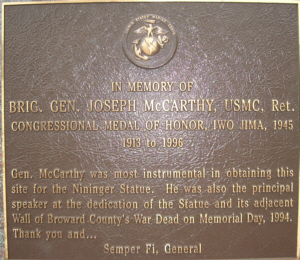 IN MEMORY OF
BRIG. GEN. JOSEPH McCARTHY, USMC, Ret.
CONGRESSIONAL MEDAL OF HONOR, IWO JIMA, 1945
1913 to 1996
Gen. McCarthy was most instrumental in obtaining this
site for the Nininger Statue. He was also the principal
speaker at the dedication of the Statue and its adjacent
Wall of Broward County's War Dead on Memorial Day, 1994.
Thank you and...
Semper Fi, General